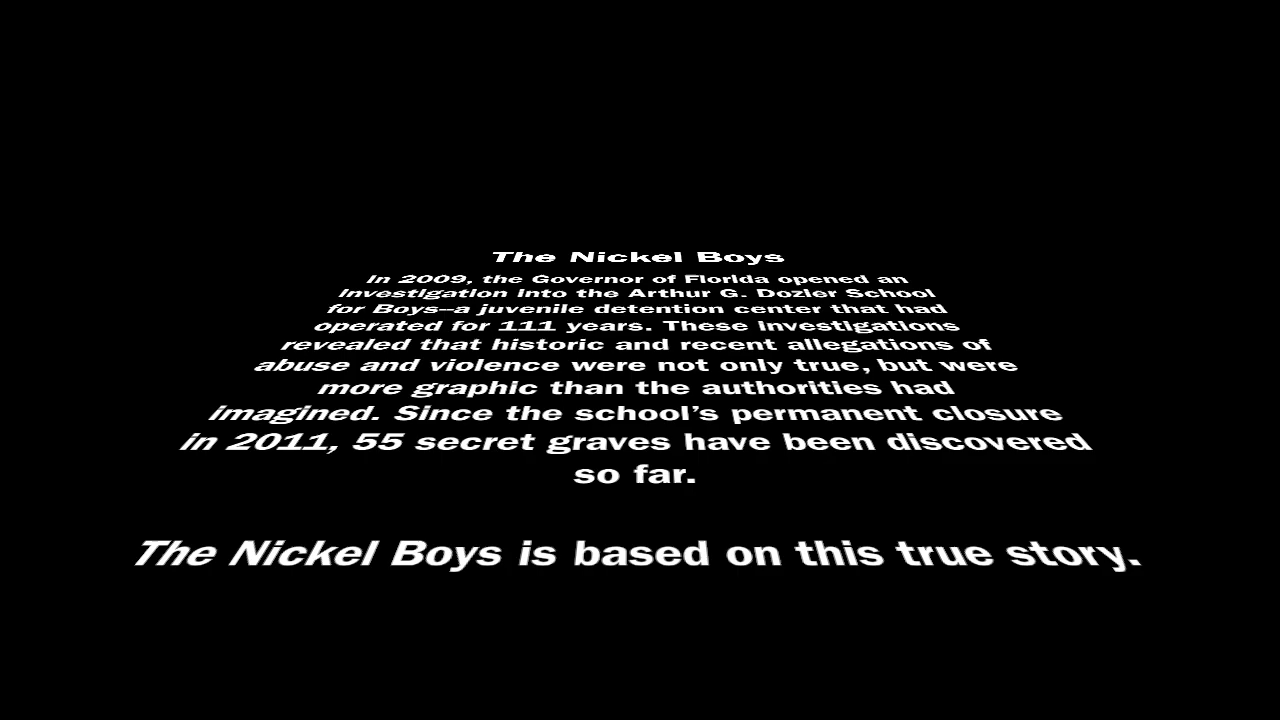 The Nickel Boys
In 2009, the Governor of Florida opened an
investigation into the Arthur G. Dozier School
for Boys—a juvenile detention center that had
operated for 111 years. These investigations
revealed that historic and recent allegations of
abuse and violence were not only true, but were
more graphic than the authorities had
imagined. Since the school’s permanent closure
in 2011, 55 secret graves have been discovered
so far.
The Nickel Boys is based on this true story.